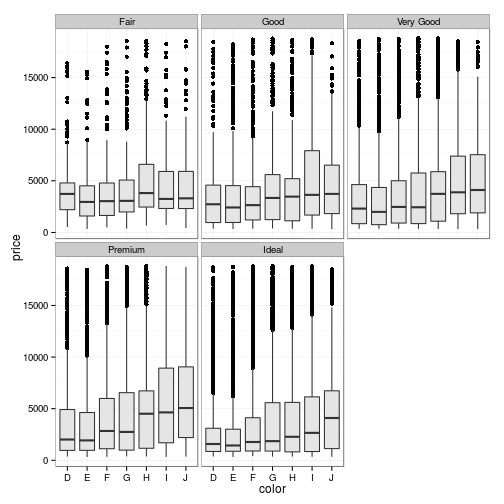 Fair Good Very Good
15000
10000
5000
0
price
Premium Ideal
15000
10000
5000
0
D E F G H I J D E F G H I J
color